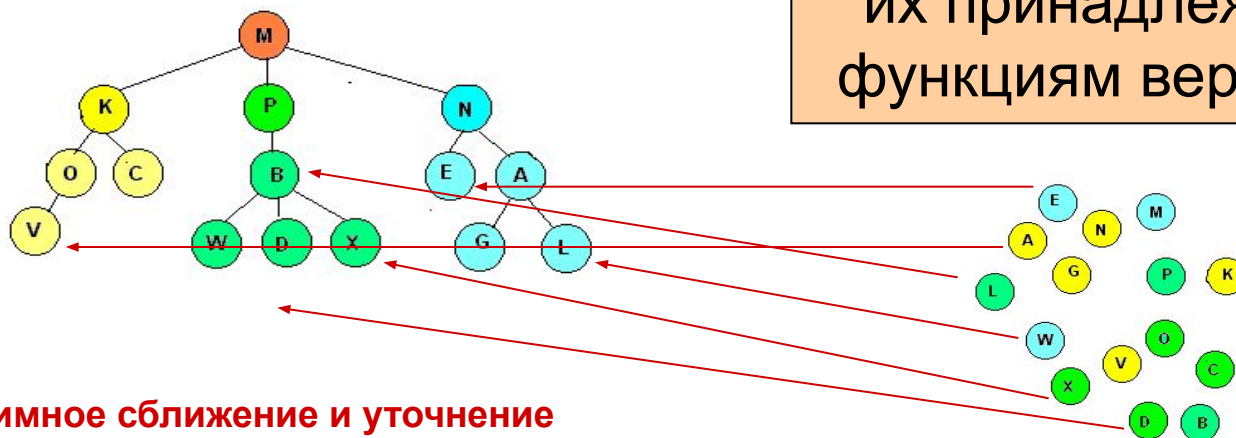 их принадлеж
функциям вер
M
K P N
O C B E A
V W D X G L
E M
A N
L G P K
W V O C
X
D B
имное сближение и уточнение